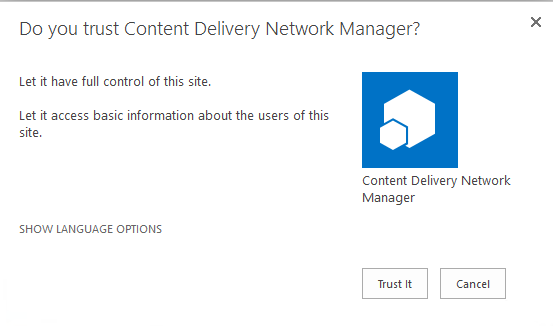 Do you trust Content Delivery Network Manager?
Let it have full control of this site.
Let it access basic information about the users of this
site.
Content Delivery Network
Manager
SHOW LANGUAGE OPTIONS
Trust It
Cancel